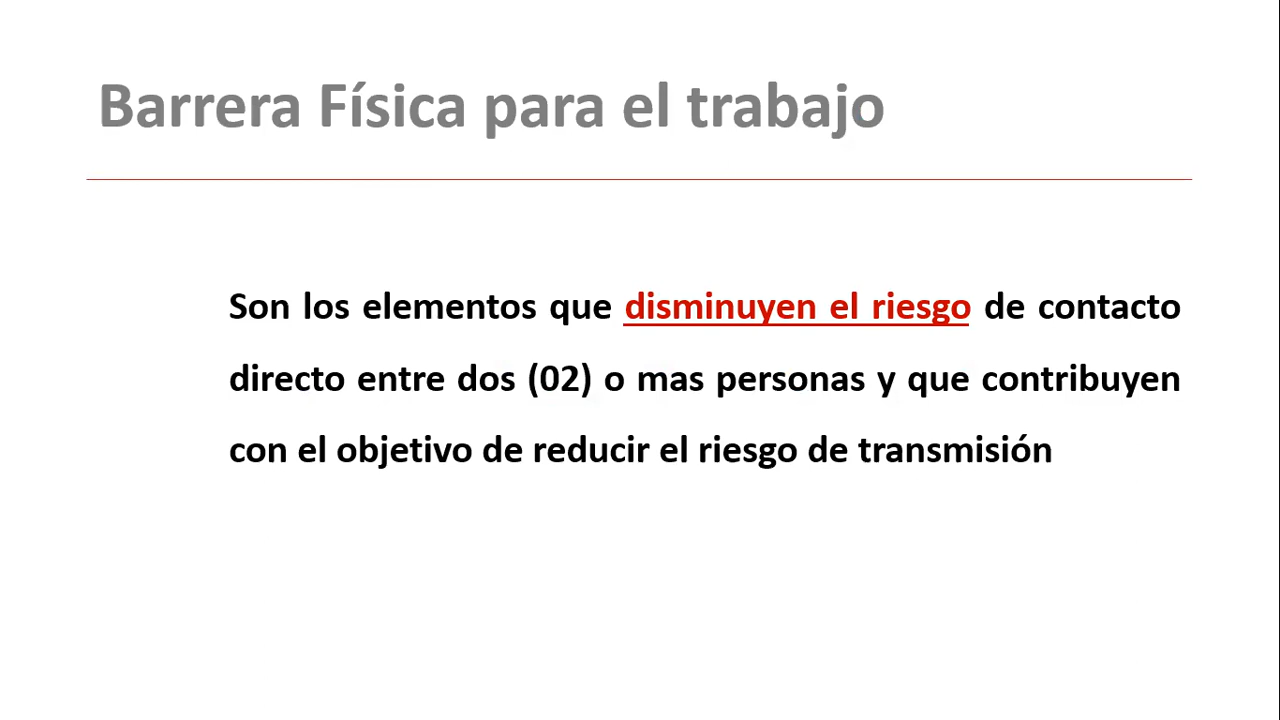 Barrera Física para el trabajo
Son los elementos que disminuyen el riesgo de contacto
directo entre dos (02) o mas personas y que contribuyen
con el objetivo de reducir el riesgo de transmisión